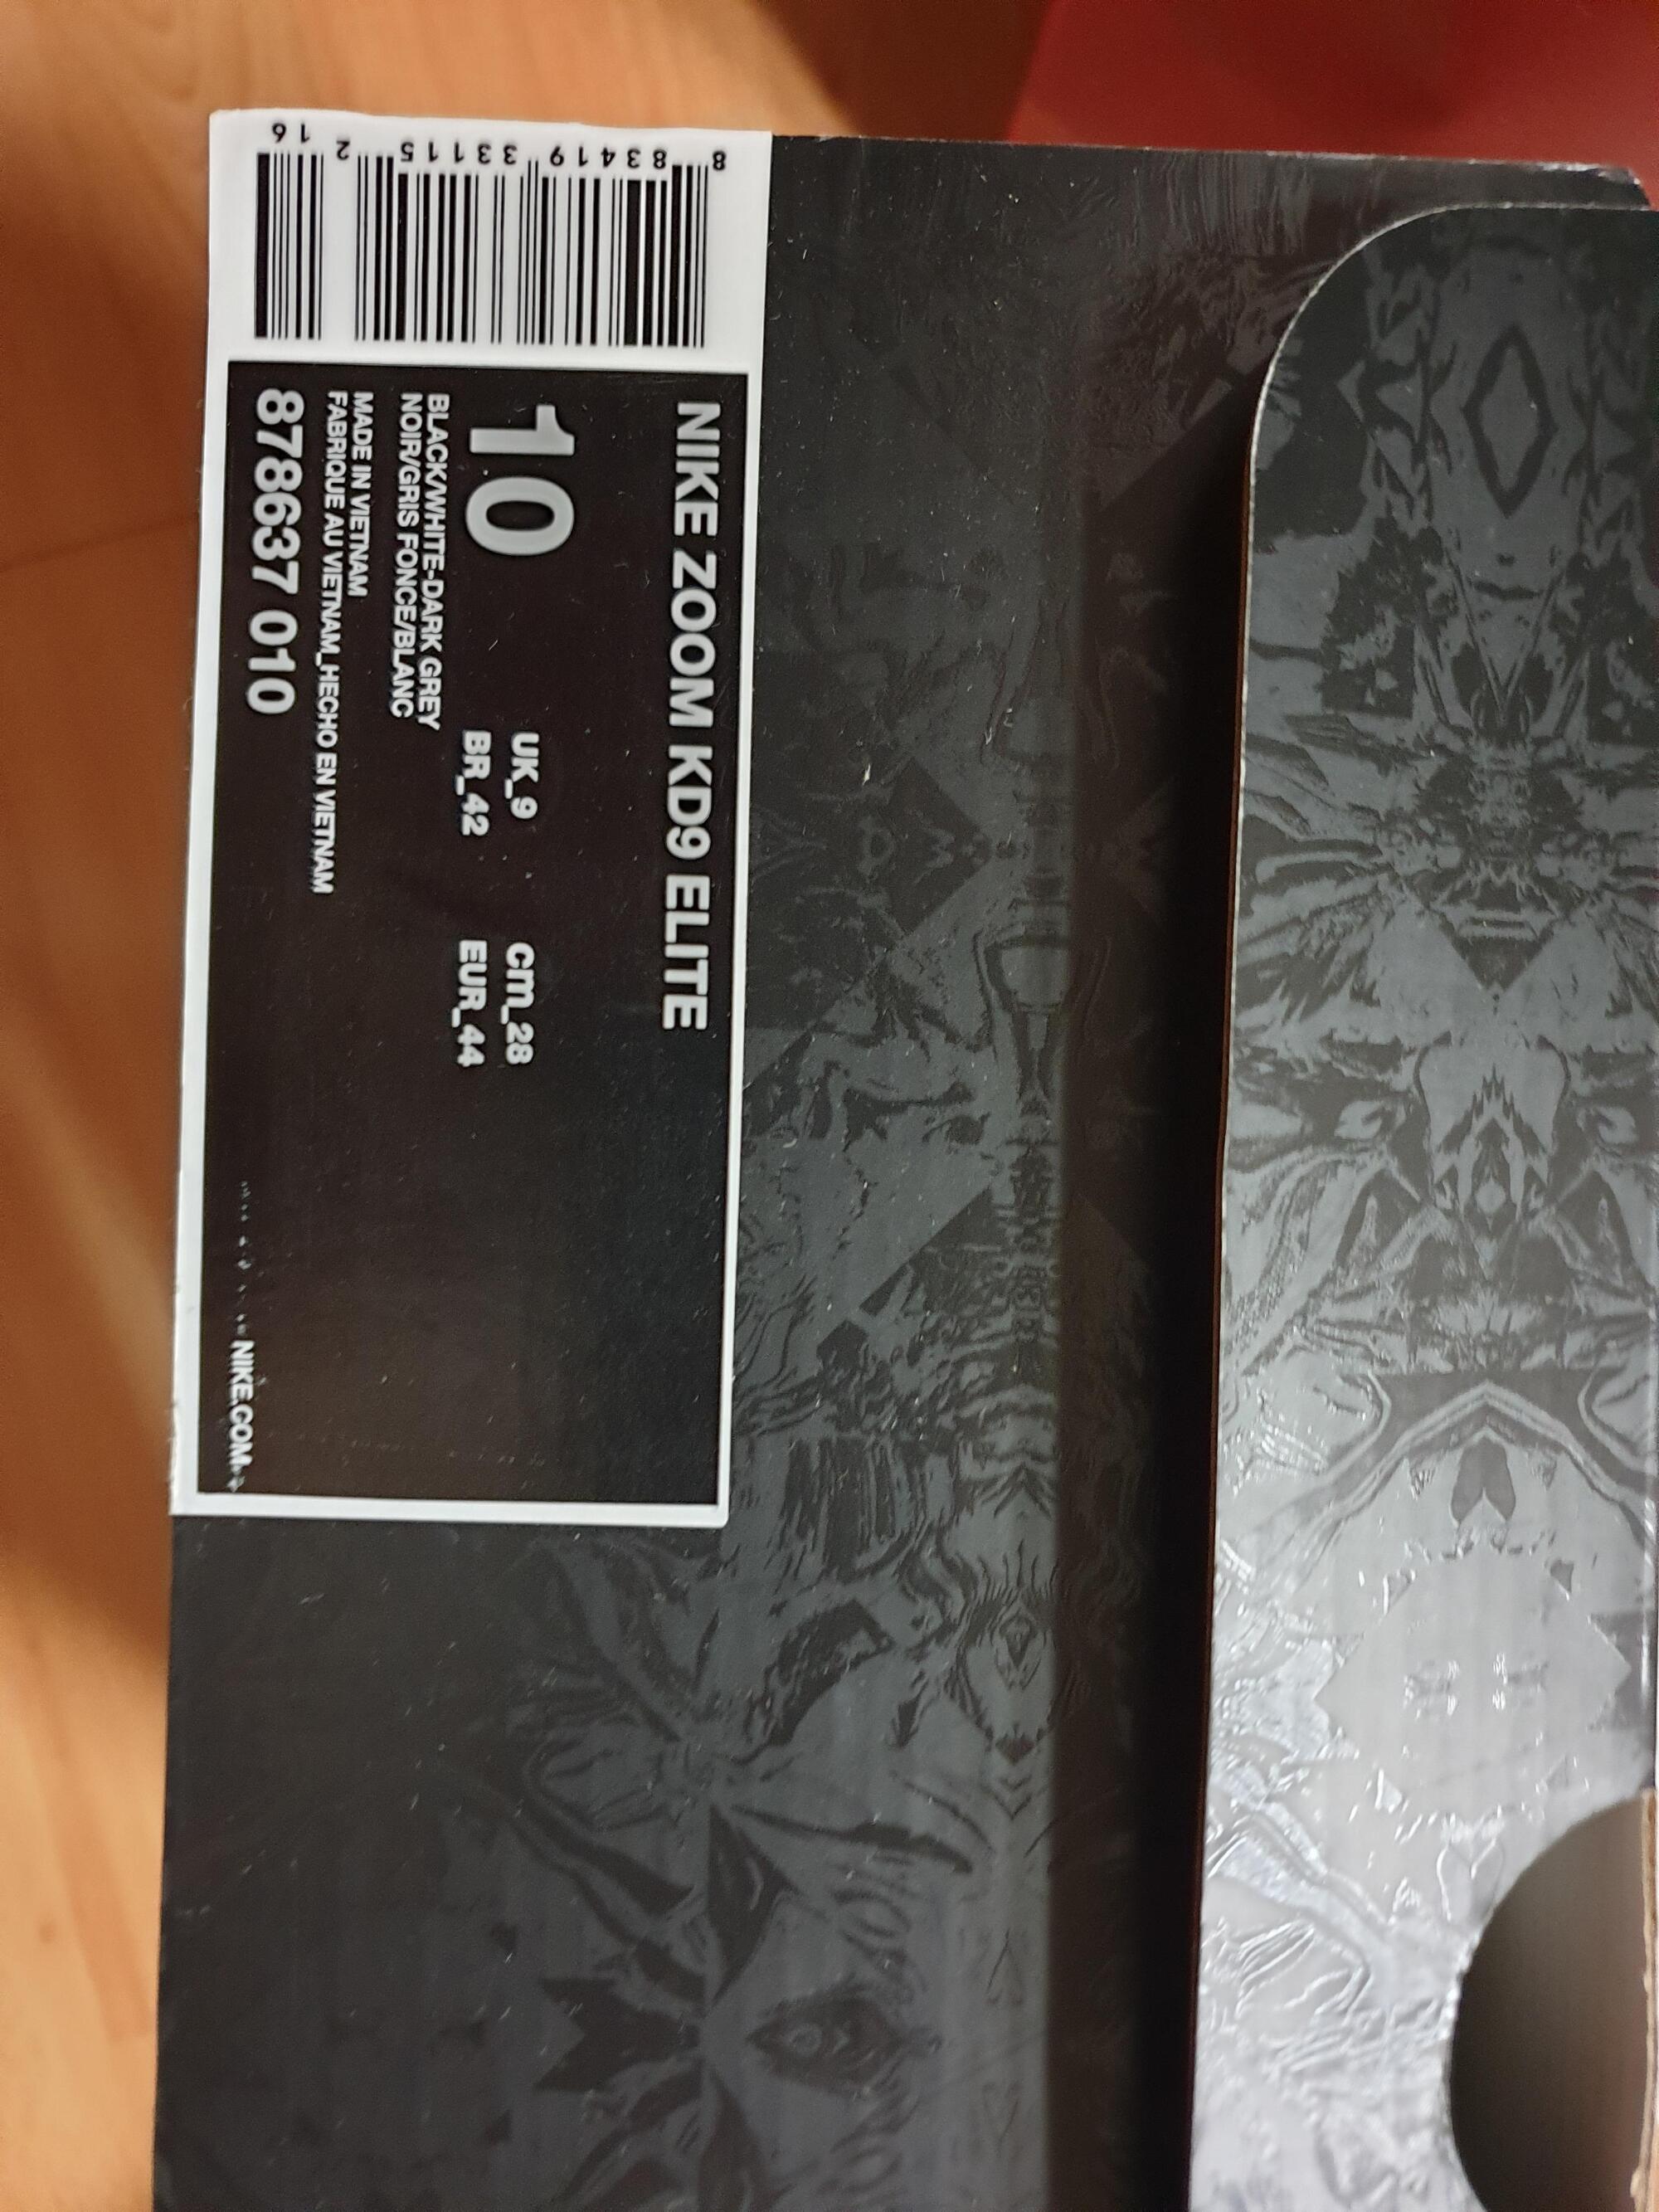 NIKE ZOOM KD9 ELITE
10
UK_9 cm_28
BR_42 EUR_44
BLACK/WHITE-DARK GREY
NOIR/GRIS FONCE/BLANC
MADE IN VIETNAM
FABRIQUE AU VIETNAM_HECHO EN VIETNAM
878637 010
NIKE.COM
8 83419 33115 2 16